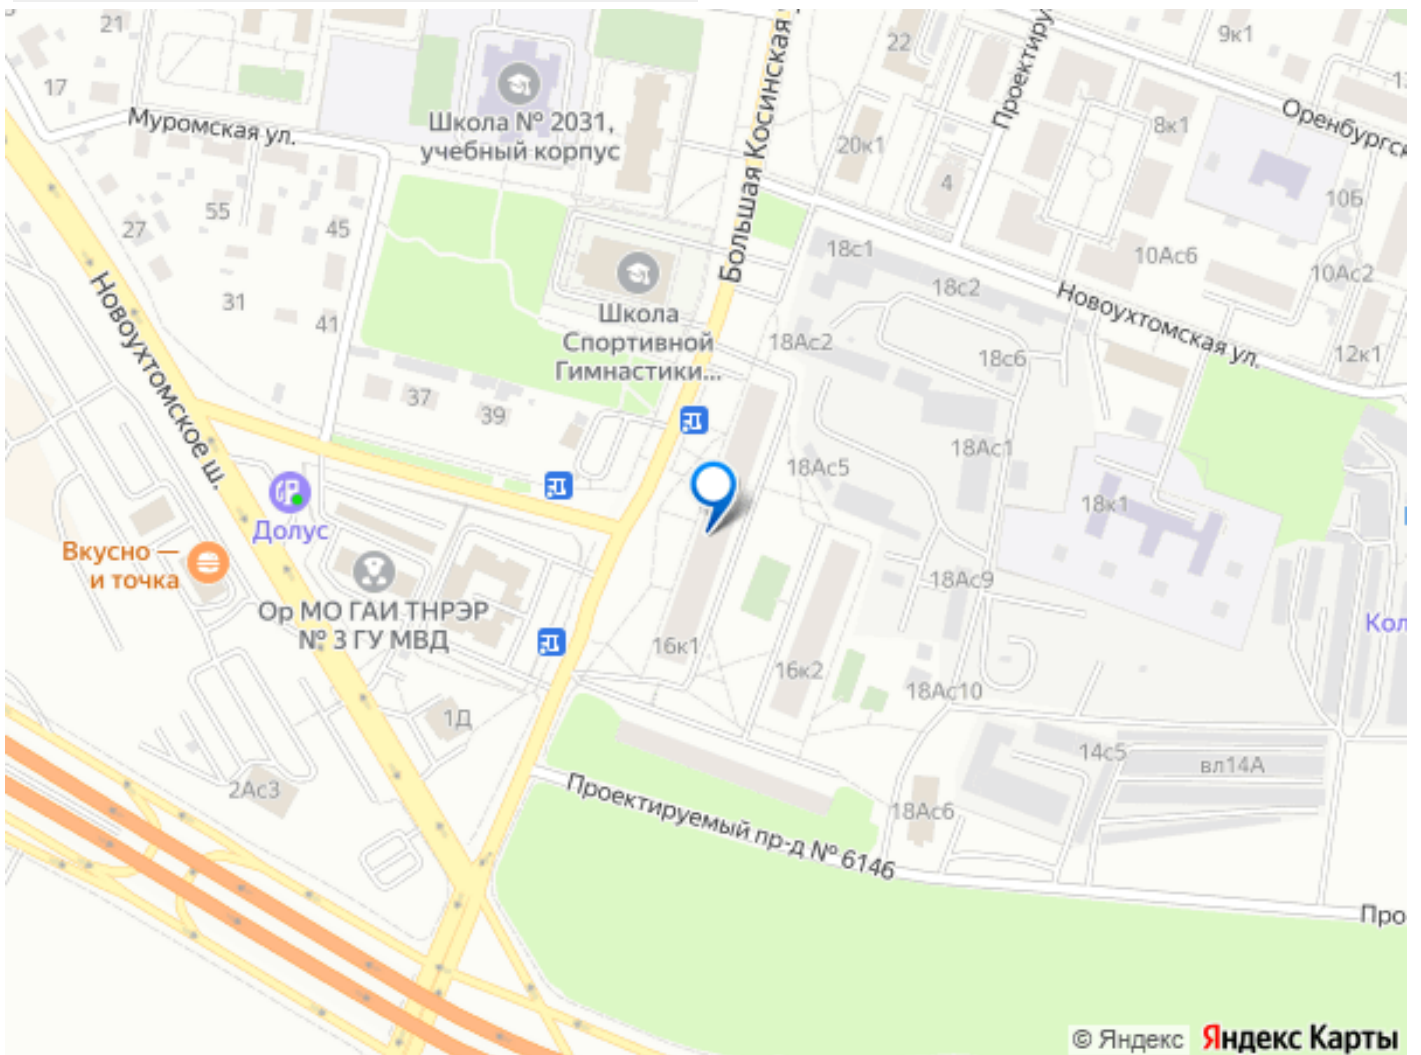 21
17
Муромская ул.
Школа № 2031,
учебный корпус
Большая Косинская
22
Проектиру
9к1
Оренбургск
8к1
20к1
4
10Б
55
27
45
31
41
Новоухтомское ш.
Школа
Спортивной
Гимнастики...
18с1
18с2
10Ас6
10Ас2
Новоухтомская ул.
18Ас2
18с6
12к1
37
39
18Ас1
18Ас5
18к1
Долус
Вкусно —
и точка
Ор МО ГАИ ТНРЭР
№ 3 ГУ МВД
18Ас9
Кол
16к1
16к2
18Ас10
1Д
14с5
вл14А
2Ас3
Проектируемый пр-д № 6146
18Ас6
Про
© Яндекс Яндекс Карты